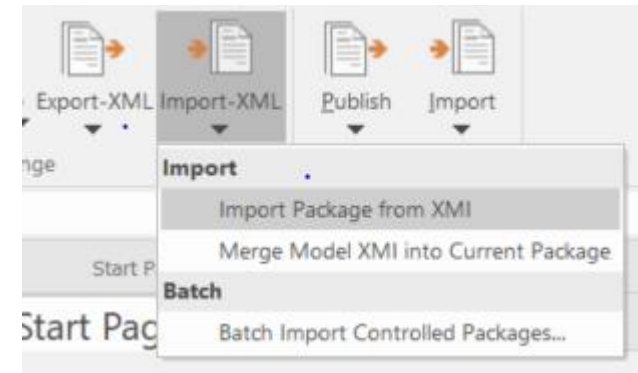 Export-XML Import-XML Publish Import
nge
Import
Import Package from XMI
Merge Model XMI into Current Package
Start P
Batch
Start Pag
Batch Import Controlled Packages...